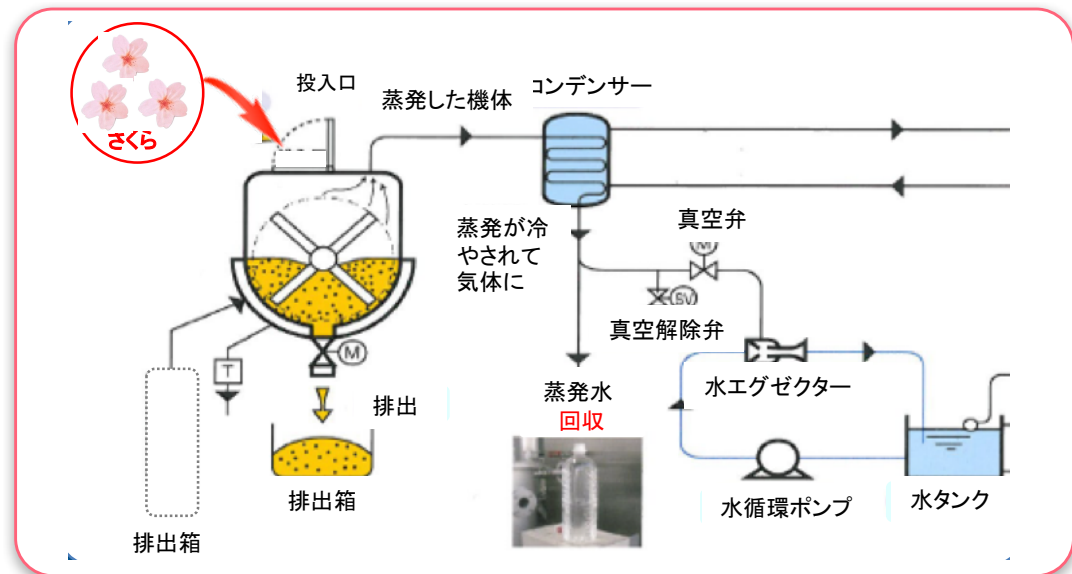 さくら
投入口
蒸発した機体
コンデンサー
蒸発が冷
やされて
気体に
真空弁
M
SV
真空解除弁
M
T
排出
排出箱
排出箱
蒸発水
回収
水エグゼクター
水循環ポンプ
水タンク